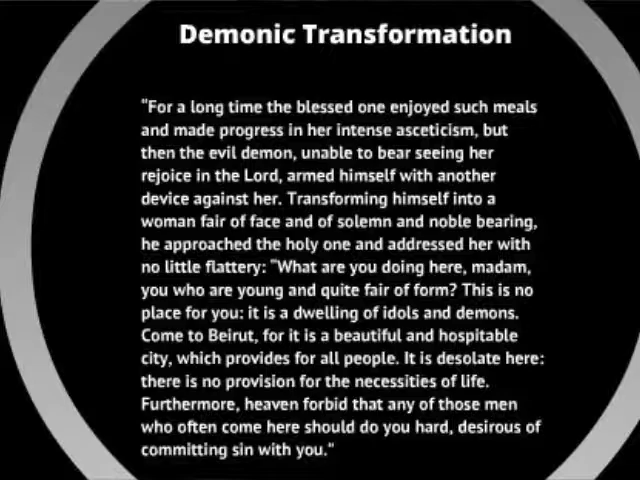 Demonic Transformation
"For a long time the blessed one enjoyed such meals
and made progress in her intense asceticism, but
then the evil demon, unable to bear seeing her
rejoice in the Lord, armed himself with another
device against her. Transforming himself into a
woman fair of face and of solemn and noble bearing,
he approached the holy one and addressed her with
no little flattery: "What are you doing here, madam,
you who are young and quite fair of form? This is no
place for you: it is a dwelling of idols and demons.
Come to Beirut, for it is a beautiful and hospitable
city, which provides for all people. It is desolate here:
there is no provision for the necessities of life.
Furthermore, heaven forbid that any of those men
who often come here should do you hard, desirous of
committing sin with you."